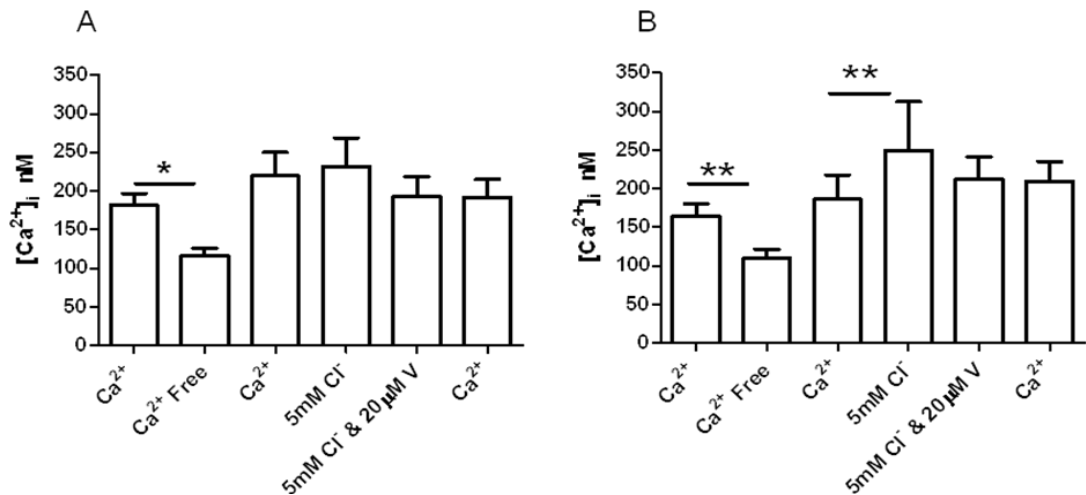 A
[Ca²⁺]ᵢ nM
350
300
250
200
150
100
50
0
*
Ca²⁺
Ca²⁺ Free
Ca²⁺
5mM Cl⁻
5mM Cl⁻ & 20 µM V
Ca²⁺
B
[Ca²⁺]ᵢ nM
350
300
250
200
150
100
50
0
**
**
Ca²⁺
Ca²⁺ Free
Ca²⁺
5mM Cl⁻
5mM Cl⁻ & 20 µM V
Ca²⁺